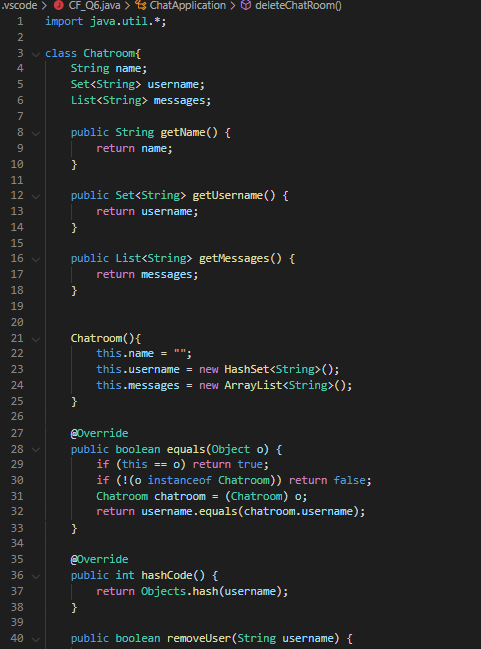 .vscode > CF_Q6.java > ChatApplication > deleteChatRoom()
1 import java.util.*;
2
3 class Chatroom{
4 String name;
5 Set<String> username;
6 List<String> messages;
7
8 public String getName() {
9 return name;
10 }
11
12 public Set<String> getUsername() {
13 return username;
14 }
15
16 public List<String> getMessages() {
17 return messages;
18 }
19
20
21 Chatroom(){
22 this.name = "";
23 this.username = new HashSet<String>();
24 this.messages = new ArrayList<String>();
25 }
26
27 @Override
28 public boolean equals(Object o) {
29 if (this == o) return true;
30 if (!(o instanceof Chatroom)) return false;
31 Chatroom chatroom = (Chatroom) o;
32 return username.equals(chatroom.username);
33 }
34
35 @Override
36 public int hashCode() {
37 return Objects.hash(username);
38 }
39
40 public boolean removeUser(String username) {